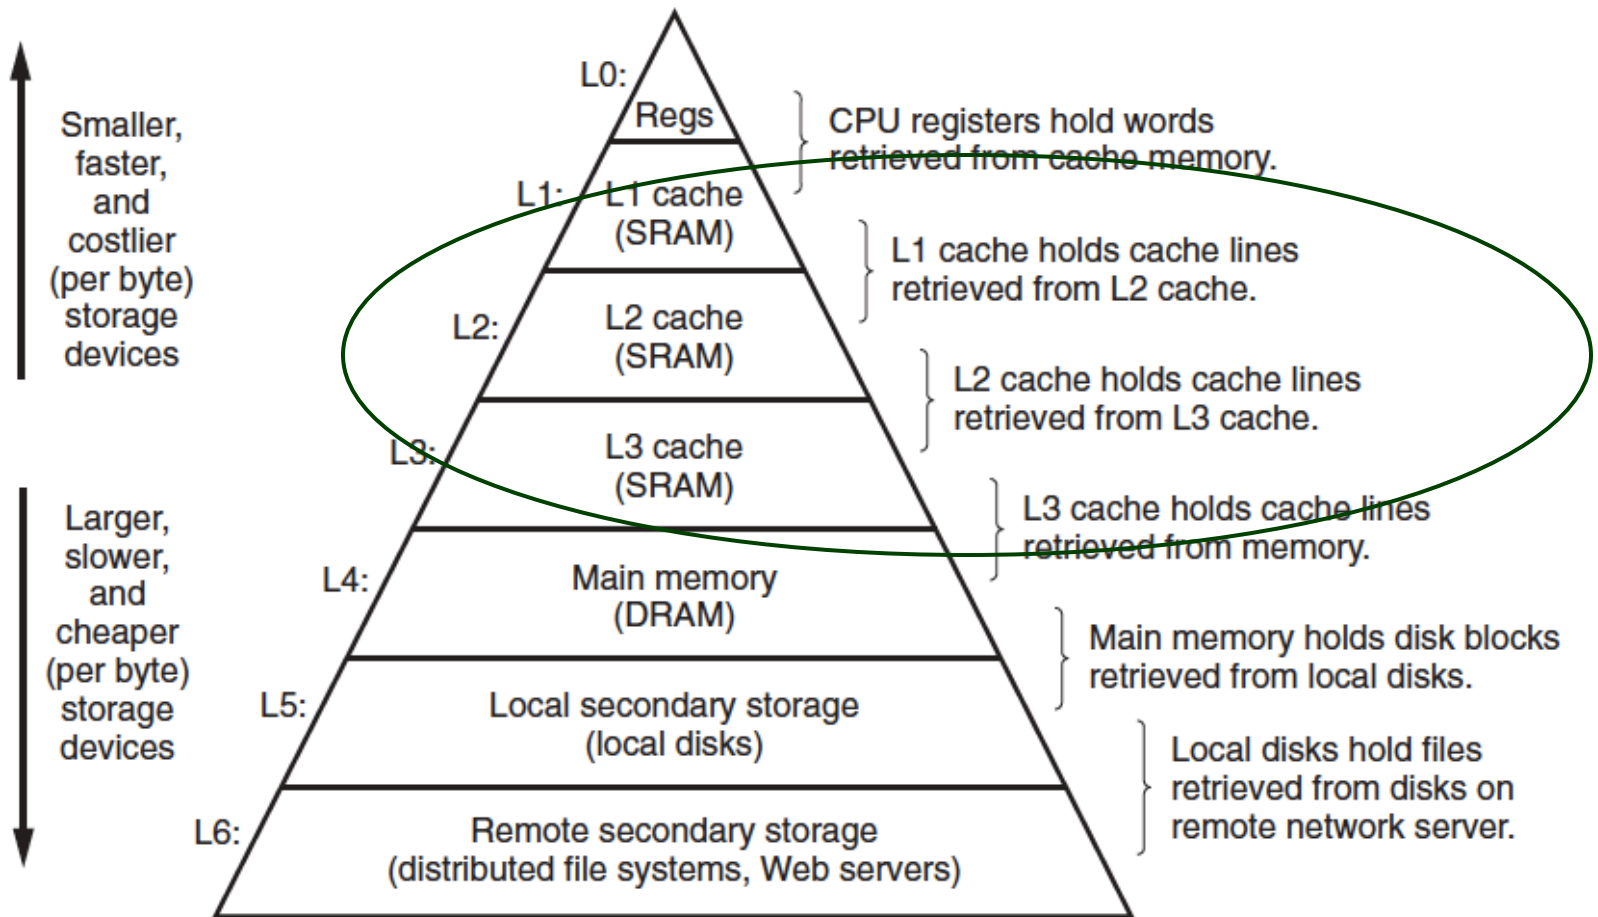 Smaller,
faster,
and
costlier
(per byte)
storage
devices
Larger,
slower,
and
cheaper
(per byte)
storage
devices
L0:
Regs
L1:
L1 cache
(SRAM)
L2:
L2 cache
(SRAM)
L3:
L3 cache
(SRAM)
L4:
Main memory
(DRAM)
L5:
Local secondary storage
(local disks)
L6:
Remote secondary storage
(distributed file systems, Web servers)
CPU registers hold words
retrieved from cache memory.
L1 cache holds cache lines
retrieved from L2 cache.
L2 cache holds cache lines
retrieved from L3 cache.
L3 cache holds cache lines
retrieved from memory.
Main memory holds disk blocks
retrieved from local disks.
Local disks hold files
retrieved from disks on
remote network server.